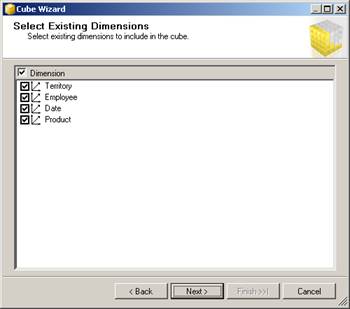 Cube Wizard
Select Existing Dimensions
Select existing dimensions to include in the cube.
Dimension
Territory
Employee
Date
Product
< Back
Next >
Finish >>|
Cancel